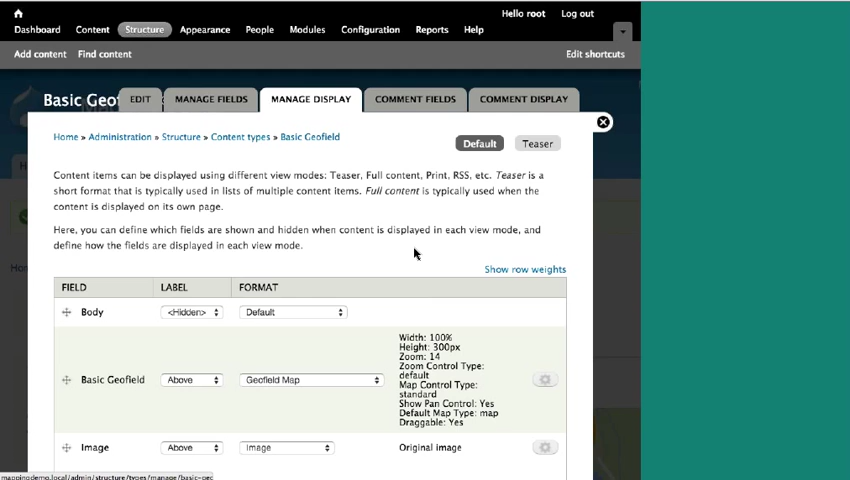 Hello root Log out
Dashboard Content Structure Appearance People Modules Configuration Reports Help
Add content Find content Edit shortcuts
Basic Geof EDIT MANAGE FIELDS MANAGE DISPLAY COMMENT FIELDS COMMENT DISPLAY
Home » Administration » Structure » Content types » Basic Geofield
Default Teaser
Content items can be displayed using different view modes: Teaser, Full content, Print, RSS, etc. Teaser is a
short format that is typically used in lists of multiple content items. Full content is typically used when the
content is displayed on its own page.
Here, you can define which fields are shown and hidden when content is displayed in each view mode, and
define how the fields are displayed in each view mode.
Show row weights
FIELD LABEL FORMAT
Body <Hidden> Default
Width: 100%
Height: 300px
Zoom: 14
Zoom Control Type:
default
Basic Geofield Above Geofield Map
Map Control Type:
standard
Show Pan Control: Yes
Default Map Type: map
Draggable: Yes
Image Above Image Original image
mappingdemo.local/admin/structure/types/manage/basic-geo